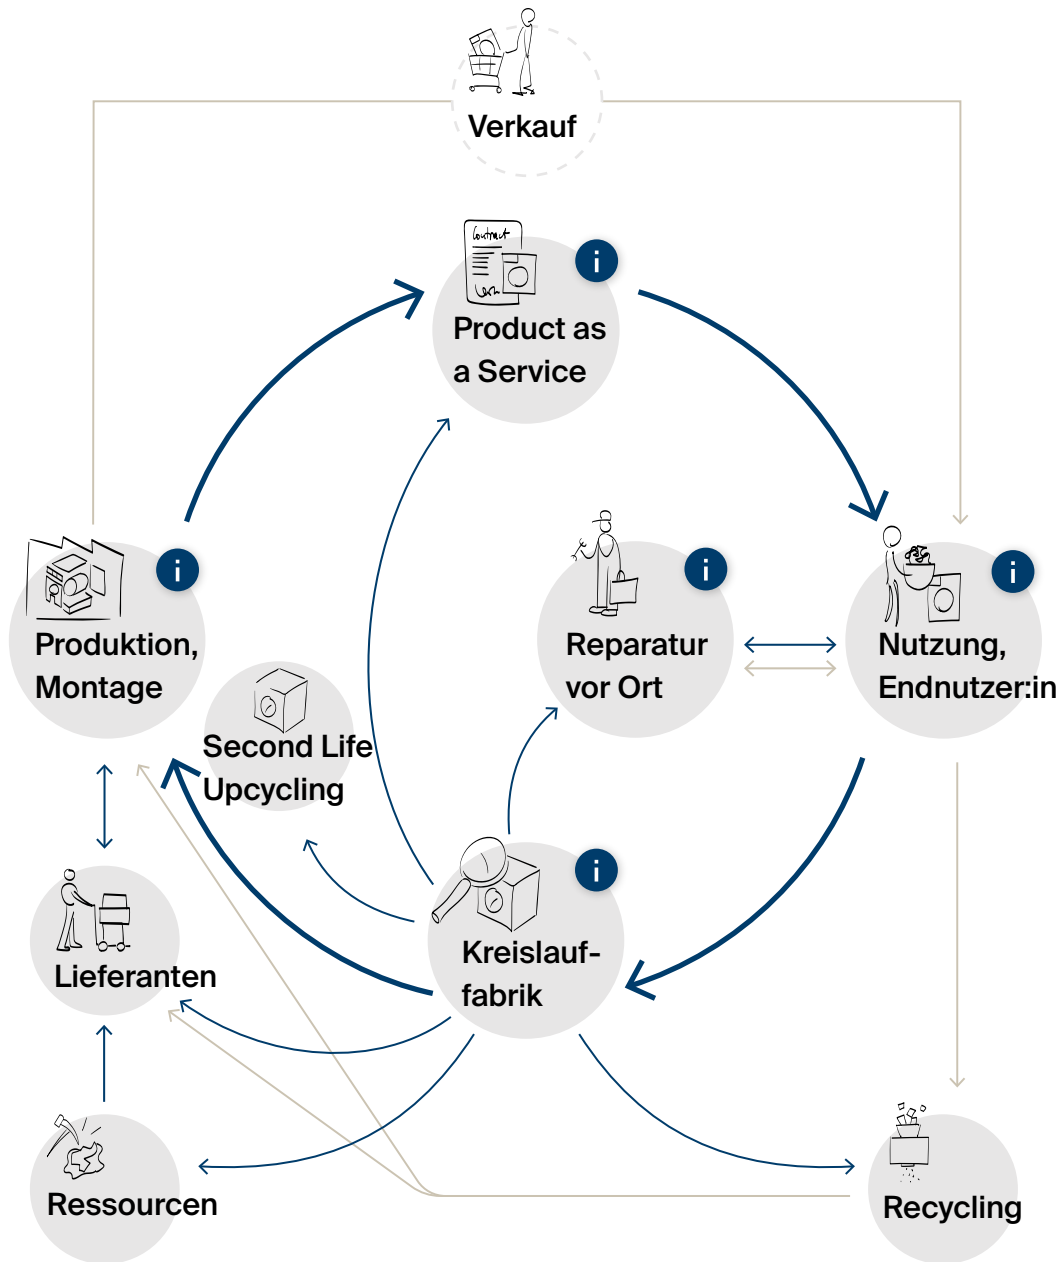 Verkauf
Contract
i
Product as
a Service
i
Produktion,
Montage
i
Reparatur
vor Ort
i
Nutzung,
Endnutzer:in
Second Life
Upcycling
i
Kreislauf-
fabrik
Lieferanten
Ressourcen
Recycling